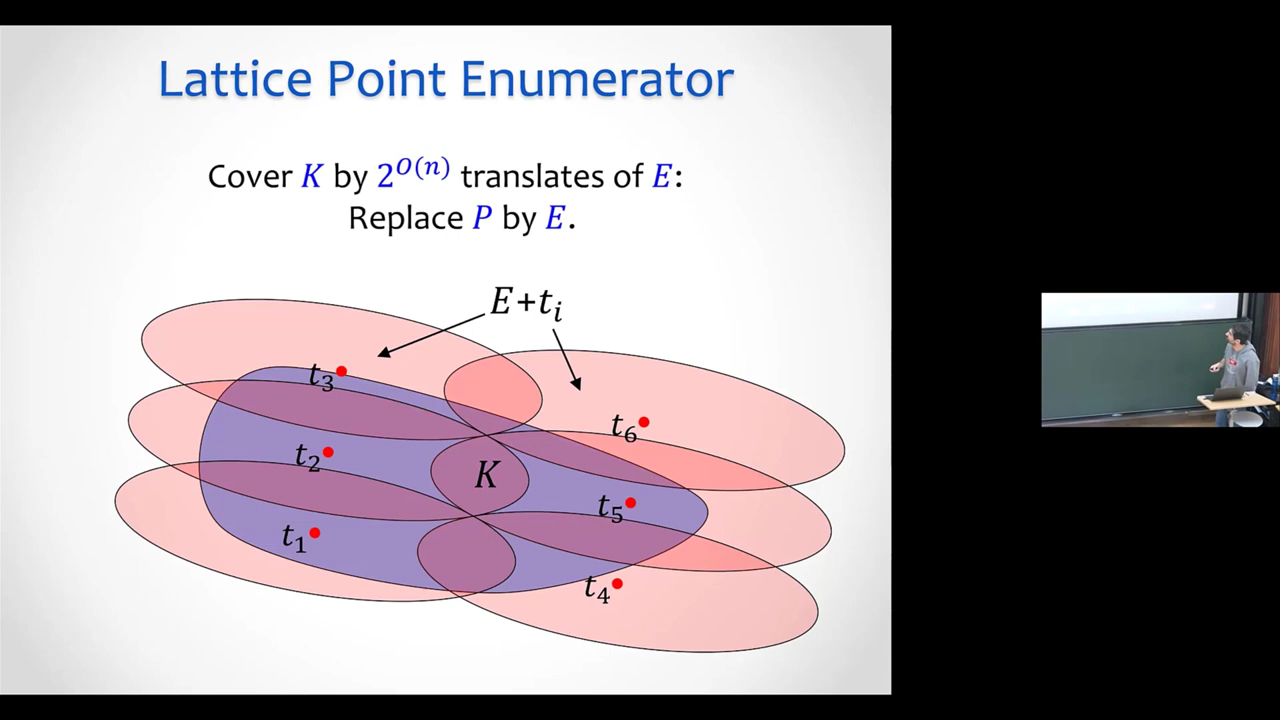 Lattice Point Enumerator
Cover K by 2^{O(n)} translates of E:
Replace P by E.
E+t_i
t_3
t_6
t_2
K
t_5
t_1
t_4